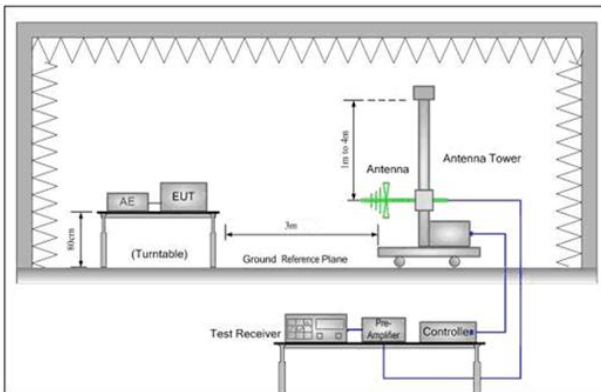 1m to 4m
Antenna
Antenna Tower
AE
EUT
80cm
(Turntable)
3m
Ground Reference Plane
Test Receiver
Pre-
Amplifier
Controller